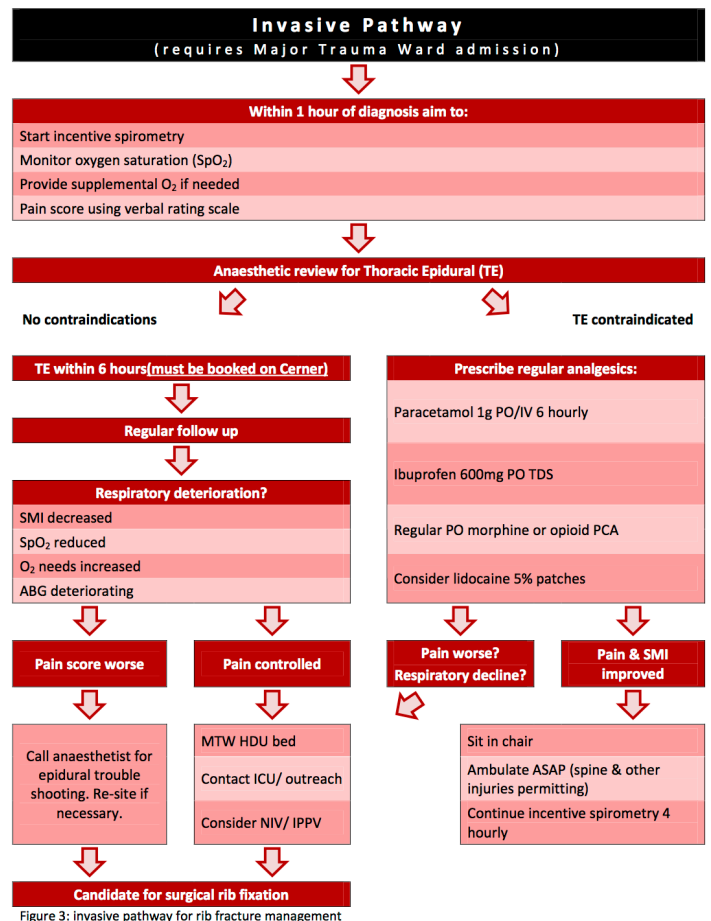 Invasive Pathway
(requires Major Trauma Ward admission)
Within 1 hour of diagnosis aim to:
Start incentive spirometry
Monitor oxygen saturation (SpO₂)
Provide supplemental O₂ if needed
Pain score using verbal rating scale
Anaesthetic review for Thoracic Epidural (TE)
No contraindications
TE contraindicated
TE within 6 hours(must be booked on Cerner)
Regular follow up
Respiratory deterioration?
SMI decreased
SpO₂ reduced
O₂ needs increased
ABG deteriorating
Prescribe regular analgesics:
Paracetamol 1g PO/IV 6 hourly
Ibuprofen 600mg PO TDS
Regular PO morphine or opioid PCA
Consider lidocaine 5% patches
Pain score worse
Pain controlled
Pain worse?
Respiratory decline?
Pain & SMI
improved
Call anaesthetist for
epidural trouble
shooting. Re-site if
necessary.
MTW HDU bed
Contact ICU/ outreach
Consider NIV/ IPPV
Sit in chair
Ambulate ASAP (spine & other
injuries permitting)
Continue incentive spirometry 4
hourly
Candidate for surgical rib fixation
Figure 3: invasive pathway for rib fracture management